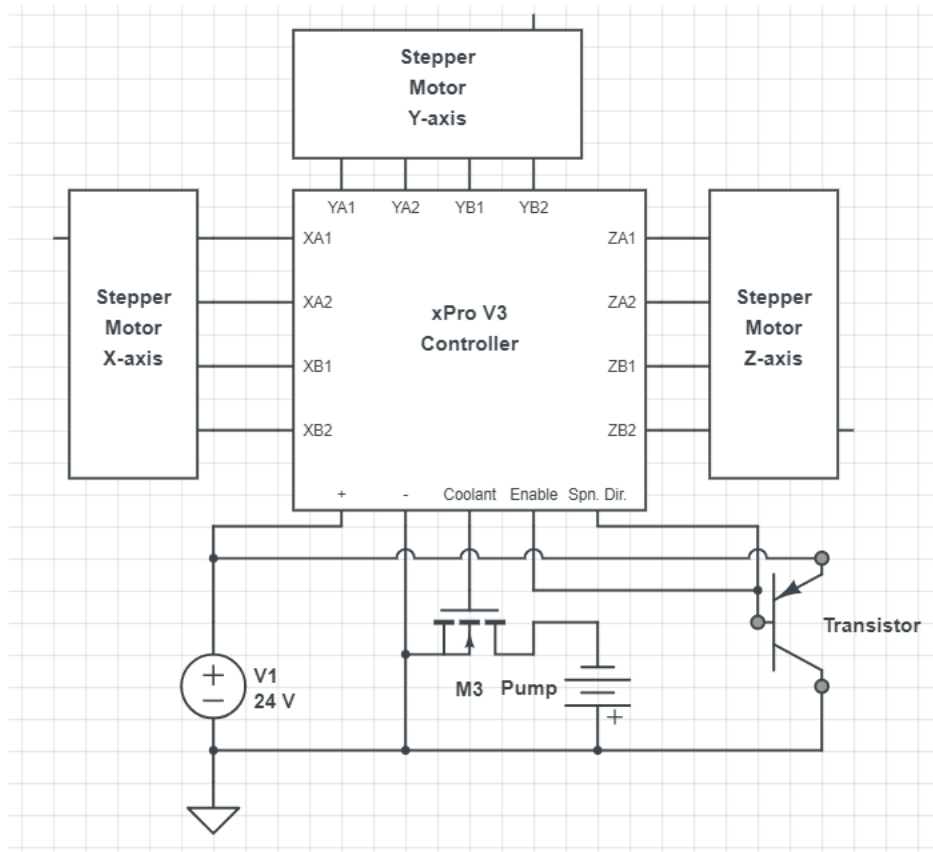 Stepper
Motor
Y-axis
YA1 YA2 YB1 YB2
XA1
XA2
XB1
XB2
ZA1
ZA2
ZB1
ZB2
Stepper
Motor
X-axis
xPro V3
Controller
Stepper
Motor
Z-axis
+ - Coolant Enable Spn. Dir.
Transistor
+
−
V1
24 V
M3
Pump
+